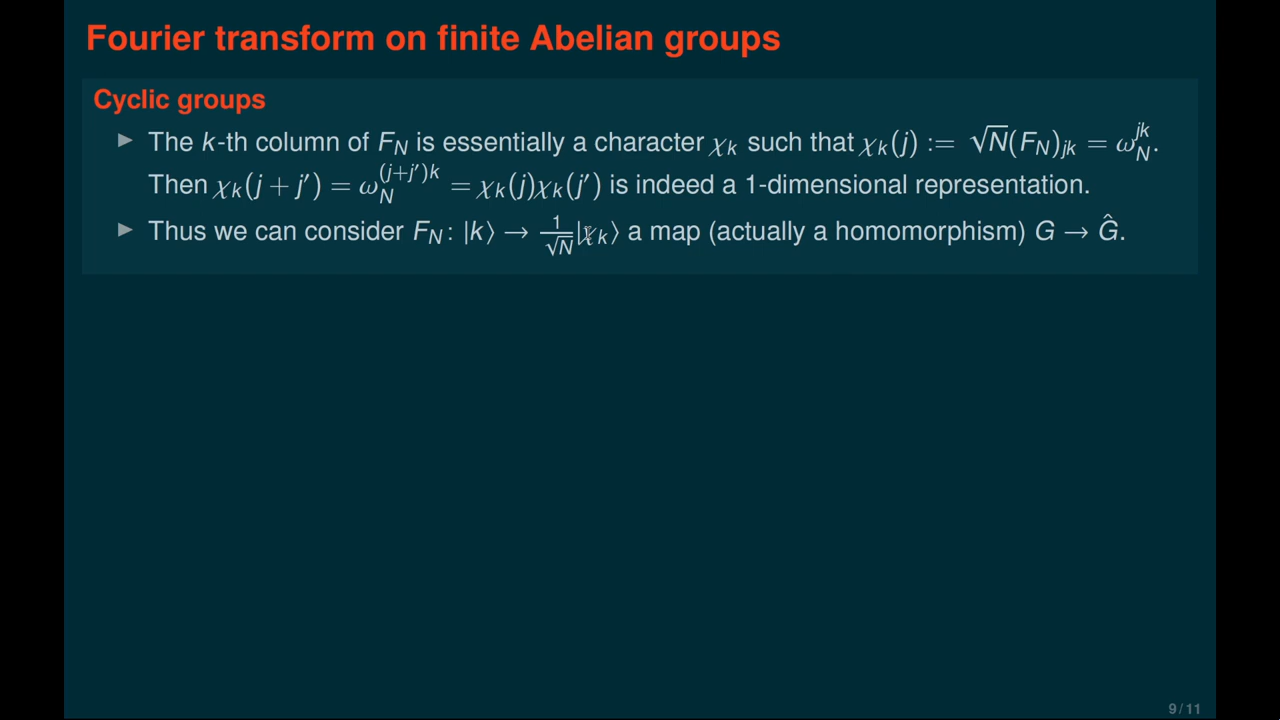 Fourier transform on finite Abelian groups
Cyclic groups
▶ The k-th column of F_N is essentially a character χ_k such that χ_k(j) := √N(F_N)_{jk} = ω_N^{jk}.
Then χ_k(j + j′) = ω_N^{(j+j′)k} = χ_k(j)χ_k(j′) is indeed a 1-dimensional representation.
▶ Thus we can consider F_N: |k⟩ → 1/√N |χ_k⟩ a map (actually a homomorphism) G → Ĝ.
9/11